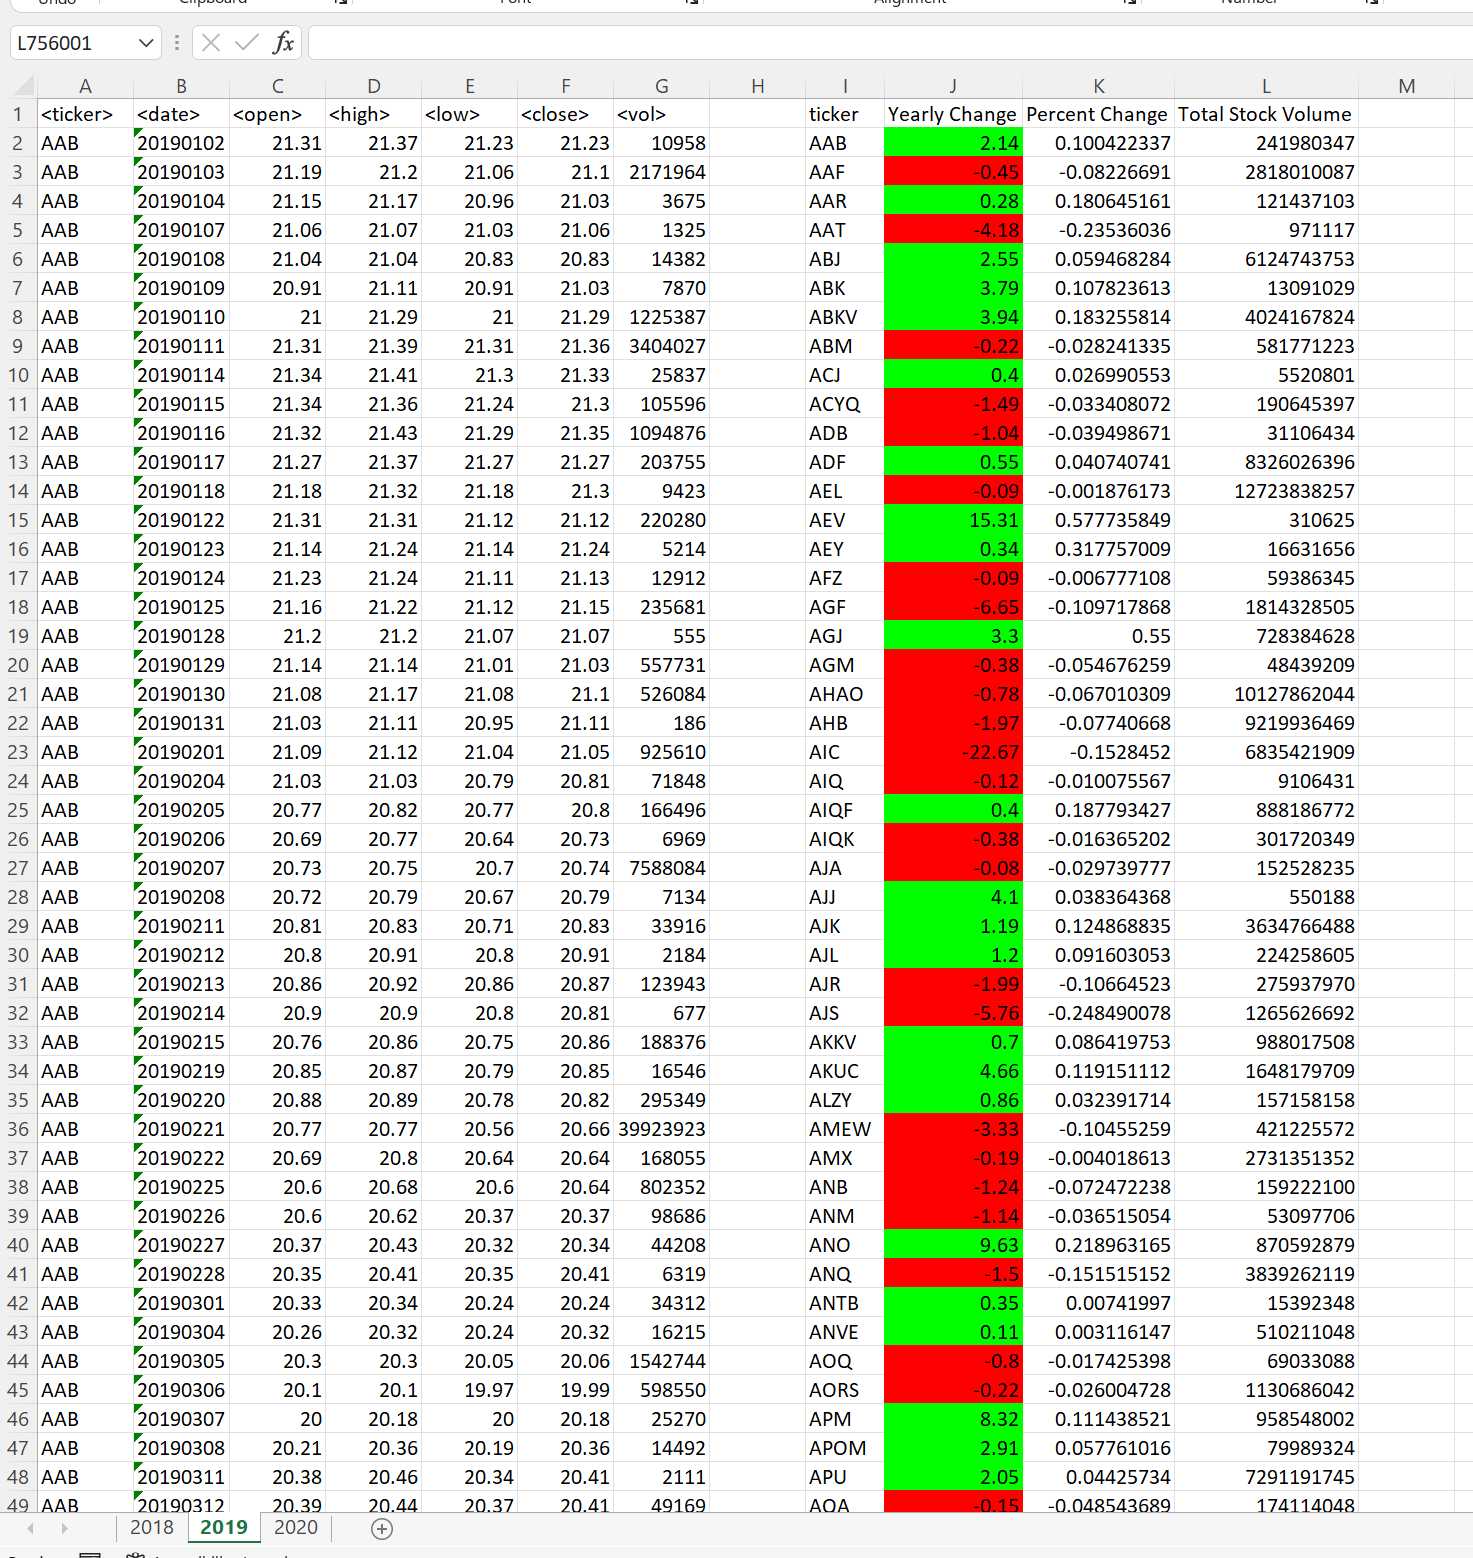 Undo Clipboard Font Alignment Number
L756001 fx
A B C D E F G H I J K L M
1 <ticker> <date> <open> <high> <low> <close> <vol> ticker Yearly Change Percent Change Total Stock Volume
2 AAB 20190102 21.31 21.37 21.23 21.23 10958 AAB 2.14 0.100422337 241980347
3 AAB 20190103 21.19 21.2 21.06 21.1 2171964 AAF -0.45 -0.08226691 2818010087
4 AAB 20190104 21.15 21.17 20.96 21.03 3675 AAR 0.28 0.180645161 121437103
5 AAB 20190107 21.06 21.07 21.03 21.06 1325 AAT -4.18 -0.23536036 971117
6 AAB 20190108 21.04 21.04 20.83 20.83 14382 ABJ 2.55 0.059468284 6124743753
7 AAB 20190109 20.91 21.11 20.91 21.03 7870 ABK 3.79 0.107823613 13091029
8 AAB 20190110 21 21.29 21 21.29 1225387 ABKV 3.94 0.183255814 4024167824
9 AAB 20190111 21.31 21.39 21.31 21.36 3404027 ABM -0.22 -0.028241335 581771223
10 AAB 20190114 21.34 21.41 21.3 21.33 25837 ACJ 0.4 0.026990553 5520801
11 AAB 20190115 21.34 21.36 21.24 21.3 105596 ACYQ -1.49 -0.033408072 190645397
12 AAB 20190116 21.32 21.43 21.29 21.35 1094876 ADB -1.04 -0.039498671 31106434
13 AAB 20190117 21.27 21.37 21.27 21.27 203755 ADF 0.55 0.040740741 8326026396
14 AAB 20190118 21.18 21.32 21.18 21.3 9423 AEL -0.09 -0.001876173 12723838257
15 AAB 20190122 21.31 21.31 21.12 21.12 220280 AEV 15.31 0.577735849 310625
16 AAB 20190123 21.14 21.24 21.14 21.24 5214 AEY 0.34 0.317757009 16631656
17 AAB 20190124 21.23 21.24 21.11 21.13 12912 AFZ -0.09 -0.006777108 59386345
18 AAB 20190125 21.16 21.22 21.12 21.15 235681 AGF -6.65 -0.109717868 1814328505
19 AAB 20190128 21.2 21.2 21.07 21.07 555 AGJ 3.3 0.55 728384628
20 AAB 20190129 21.14 21.14 21.01 21.03 557731 AGM -0.38 -0.054676259 48439209
21 AAB 20190130 21.08 21.17 21.08 21.1 526084 AHAO -0.78 -0.067010309 10127862044
22 AAB 20190131 21.03 21.11 20.95 21.11 186 AHB -1.97 -0.07740668 9219936469
23 AAB 20190201 21.09 21.12 21.04 21.05 925610 AIC -22.67 -0.1528452 6835421909
24 AAB 20190204 21.03 21.03 20.79 20.81 71848 AIQ -0.12 -0.010075567 9106431
25 AAB 20190205 20.77 20.82 20.77 20.8 166496 AIQF 0.4 0.187793427 888186772
26 AAB 20190206 20.69 20.77 20.64 20.73 6969 AIQK -0.38 -0.016365202 301720349
27 AAB 20190207 20.73 20.75 20.7 20.74 7588084 AJA -0.08 -0.029739777 152528235
28 AAB 20190208 20.72 20.79 20.67 20.79 7134 AJJ 4.1 0.038364368 550188
29 AAB 20190211 20.81 20.83 20.71 20.83 33916 AJK 1.19 0.124868835 3634766488
30 AAB 20190212 20.8 20.91 20.8 20.91 2184 AJL 1.2 0.091603053 224258605
31 AAB 20190213 20.86 20.92 20.86 20.87 123943 AJR -1.99 -0.10664523 275937970
32 AAB 20190214 20.9 20.9 20.8 20.81 677 AJS -5.76 -0.248490078 1265626692
33 AAB 20190215 20.76 20.86 20.75 20.86 188376 AKKV 0.7 0.086419753 988017508
34 AAB 20190219 20.85 20.87 20.79 20.85 16546 AKUC 4.66 0.119151112 1648179709
35 AAB 20190220 20.88 20.89 20.78 20.82 295349 ALZY 0.86 0.032391714 157158158
36 AAB 20190221 20.77 20.77 20.56 20.66 39923923 AMEW -3.33 -0.10455259 421225572
37 AAB 20190222 20.69 20.8 20.64 20.64 168055 AMX -0.19 -0.004018613 2731351352
38 AAB 20190225 20.6 20.68 20.6 20.64 802352 ANB -1.24 -0.072472238 159222100
39 AAB 20190226 20.6 20.62 20.37 20.37 98686 ANM -1.14 -0.036515054 53097706
40 AAB 20190227 20.37 20.43 20.32 20.34 44208 ANO 9.63 0.218963165 870592879
41 AAB 20190228 20.35 20.41 20.35 20.41 6319 ANQ -1.5 -0.151515152 3839262119
42 AAB 20190301 20.33 20.34 20.24 20.24 34312 ANTB 0.35 0.00741997 15392348
43 AAB 20190304 20.26 20.32 20.24 20.32 16215 ANVE 0.11 0.003116147 510211048
44 AAB 20190305 20.3 20.3 20.05 20.06 1542744 AOQ -0.8 -0.017425398 69033088
45 AAB 20190306 20.1 20.1 19.97 19.99 598550 AORS -0.22 -0.026004728 1130686042
46 AAB 20190307 20 20.18 20 20.18 25270 APM 8.32 0.111438521 958548002
47 AAB 20190308 20.21 20.36 20.19 20.36 14492 APOM 2.91 0.057761016 79989324
48 AAB 20190311 20.38 20.46 20.34 20.41 2111 APU 2.05 0.04425734 7291191745
49 AAB 20190312 20.39 20.44 20.37 20.41 49169 AQA -0.15 -0.048543689 174114048
2018 2019 2020